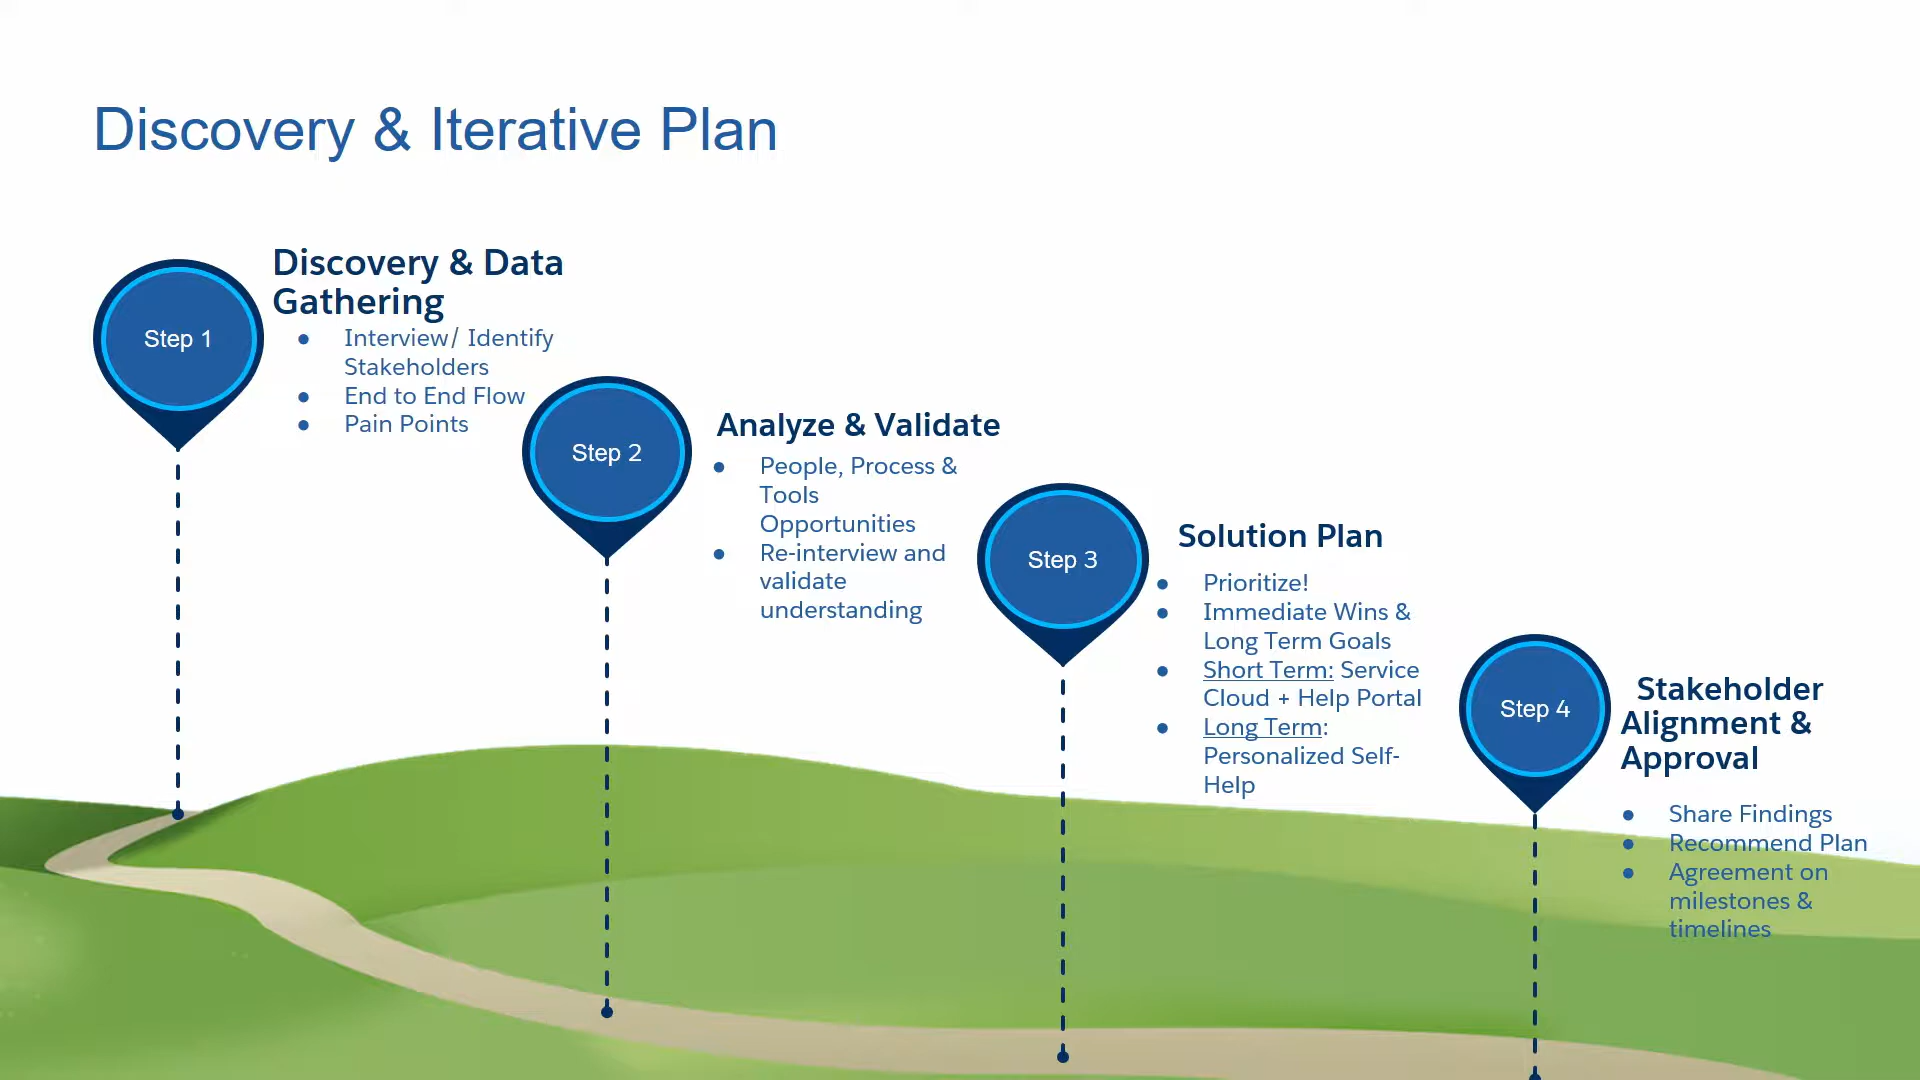 Discovery & Iterative Plan
Step 1
Discovery & Data
Gathering
● Interview/ Identify
Stakeholders
● End to End Flow
● Pain Points
Step 2
Analyze & Validate
● People, Process &
Tools
Opportunities
● Re-interview and
validate
understanding
Step 3
Solution Plan
● Prioritize!
● Immediate Wins &
Long Term Goals
● Short Term: Service
Cloud + Help Portal
● Long Term:
Personalized Self-
Help
Step 4
Stakeholder
Alignment &
Approval
● Share Findings
● Recommend Plan
● Agreement on
milestones &
timelines